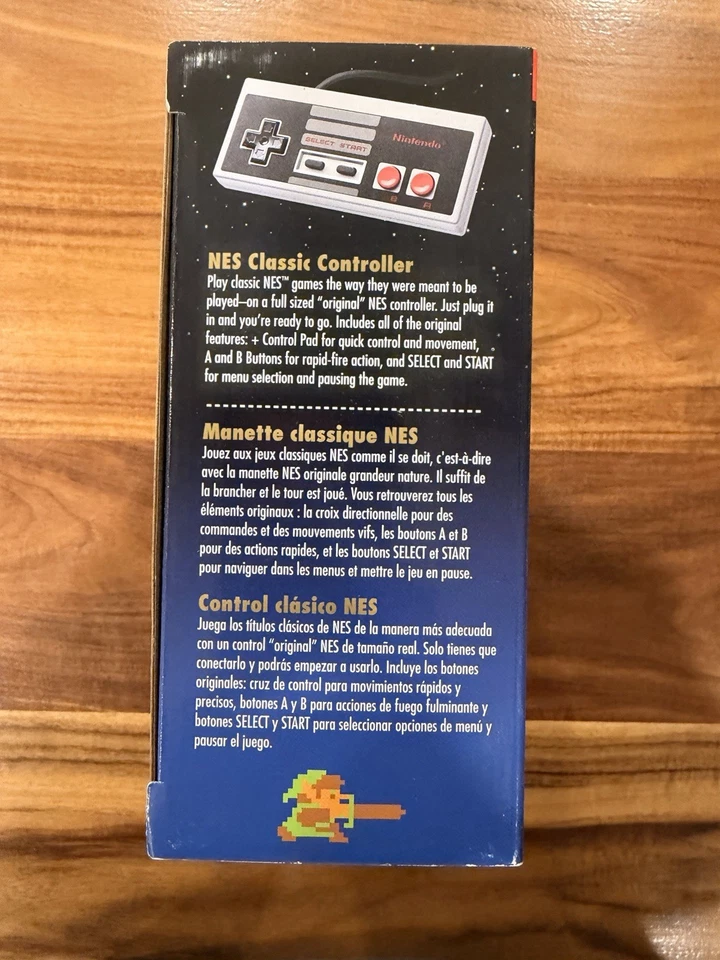 SELECT START
Nintendo
B A
NES Classic Controller
Play classic NES™ games the way they were meant to be
played—on a full sized "original" NES controller. Just plug it
in and you're ready to go. Includes all of the original
features: + Control Pad for quick control and movement,
A and B Buttons for rapid-fire action, and SELECT and START
for menu selection and pausing the game.
Manette classique NES
Jouez aux jeux classiques NES comme il se doit, c'est-à-dire
avec la manette NES originale grandeur nature. Il suffit de
la brancher et le tour est joué. Vous retrouverez tous les
éléments originaux : la croix directionnelle pour des
commandes et des mouvements vifs, les boutons A et B
pour des actions rapides, et les boutons SELECT et START
pour naviguer dans les menus et mettre le jeu en pause.
Control clásico NES
Juega los títulos clásicos de NES de la manera más adecuada
con un control "original" NES de tamaño real. Solo tienes que
conectarlo y podrás empezar a usarlo. Incluye los botones
originales: cruz de control para movimientos rápidos y
precisos, botones A y B para acciones de fuego fulminante y
botones SELECT y START para seleccionar opciones de menú y
pausar el juego.